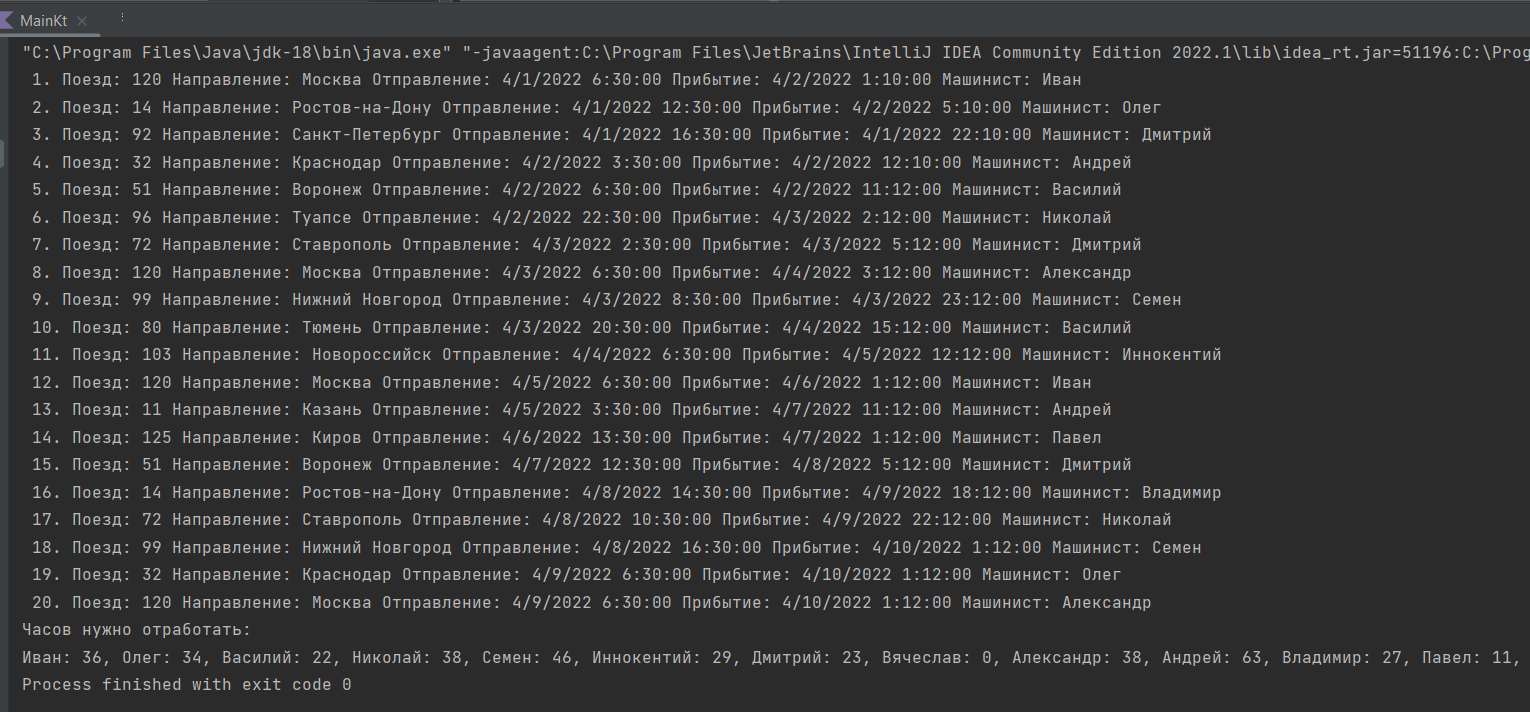 MainKt
"C:\Program Files\Java\jdk-18\bin\java.exe" "-javaagent:C:\Program Files\JetBrains\IntelliJ IDEA Community Edition 2022.1\lib\idea_rt.jar=51196:C:\Prog
1. Поезд: 120 Направление: Москва Отправление: 4/1/2022 6:30:00 Прибытие: 4/2/2022 1:10:00 Машинист: Иван
2. Поезд: 14 Направление: Ростов-на-Дону Отправление: 4/1/2022 12:30:00 Прибытие: 4/2/2022 5:10:00 Машинист: Олег
3. Поезд: 92 Направление: Санкт-Петербург Отправление: 4/1/2022 16:30:00 Прибытие: 4/1/2022 22:10:00 Машинист: Дмитрий
4. Поезд: 32 Направление: Краснодар Отправление: 4/2/2022 3:30:00 Прибытие: 4/2/2022 12:10:00 Машинист: Андрей
5. Поезд: 51 Направление: Воронеж Отправление: 4/2/2022 6:30:00 Прибытие: 4/2/2022 11:12:00 Машинист: Василий
6. Поезд: 96 Направление: Туапсе Отправление: 4/2/2022 22:30:00 Прибытие: 4/3/2022 2:12:00 Машинист: Николай
7. Поезд: 72 Направление: Ставрополь Отправление: 4/3/2022 2:30:00 Прибытие: 4/3/2022 5:12:00 Машинист: Дмитрий
8. Поезд: 120 Направление: Москва Отправление: 4/3/2022 6:30:00 Прибытие: 4/4/2022 3:12:00 Машинист: Александр
9. Поезд: 99 Направление: Нижний Новгород Отправление: 4/3/2022 8:30:00 Прибытие: 4/3/2022 23:12:00 Машинист: Семен
10. Поезд: 80 Направление: Тюмень Отправление: 4/3/2022 20:30:00 Прибытие: 4/4/2022 15:12:00 Машинист: Василий
11. Поезд: 103 Направление: Новороссийск Отправление: 4/4/2022 6:30:00 Прибытие: 4/5/2022 12:12:00 Машинист: Иннокентий
12. Поезд: 120 Направление: Москва Отправление: 4/5/2022 6:30:00 Прибытие: 4/6/2022 1:12:00 Машинист: Иван
13. Поезд: 11 Направление: Казань Отправление: 4/5/2022 3:30:00 Прибытие: 4/7/2022 11:12:00 Машинист: Андрей
14. Поезд: 125 Направление: Киров Отправление: 4/6/2022 13:30:00 Прибытие: 4/7/2022 1:12:00 Машинист: Павел
15. Поезд: 51 Направление: Воронеж Отправление: 4/7/2022 12:30:00 Прибытие: 4/8/2022 5:12:00 Машинист: Дмитрий
16. Поезд: 14 Направление: Ростов-на-Дону Отправление: 4/8/2022 14:30:00 Прибытие: 4/9/2022 18:12:00 Машинист: Владимир
17. Поезд: 72 Направление: Ставрополь Отправление: 4/8/2022 10:30:00 Прибытие: 4/9/2022 22:12:00 Машинист: Николай
18. Поезд: 99 Направление: Нижний Новгород Отправление: 4/8/2022 16:30:00 Прибытие: 4/10/2022 1:12:00 Машинист: Семен
19. Поезд: 32 Направление: Краснодар Отправление: 4/9/2022 6:30:00 Прибытие: 4/10/2022 1:12:00 Машинист: Олег
20. Поезд: 120 Направление: Москва Отправление: 4/9/2022 6:30:00 Прибытие: 4/10/2022 1:12:00 Машинист: Александр
Часов нужно отработать:
Иван: 36, Олег: 34, Василий: 22, Николай: 38, Семен: 46, Иннокентий: 29, Дмитрий: 23, Вячеслав: 0, Александр: 38, Андрей: 63, Владимир: 27, Павел: 11,
Process finished with exit code 0